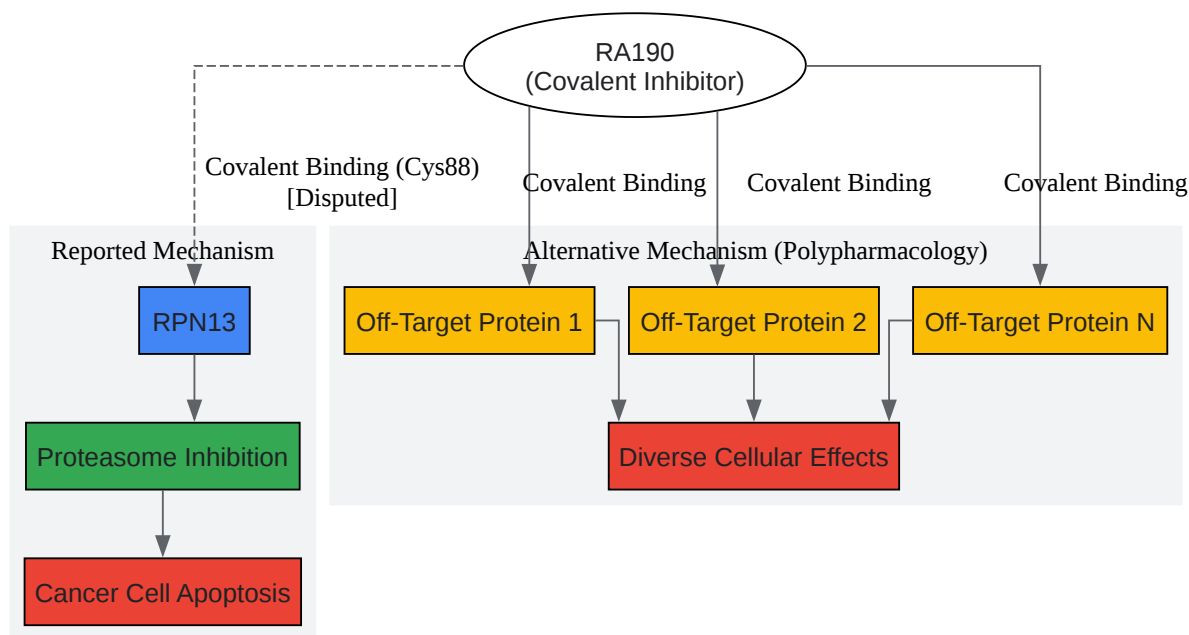 RA190
(Covalent Inhibitor)
Covalent Binding (Cys88)
[Disputed]
Covalent Binding
Covalent Binding
Covalent Binding
Reported Mechanism
Alternative Mechanism (Polypharmacology)
RPN13
Off-Target Protein 1
Off-Target Protein 2
Off-Target Protein N
Proteasome Inhibition
Diverse Cellular Effects
Cancer Cell Apoptosis